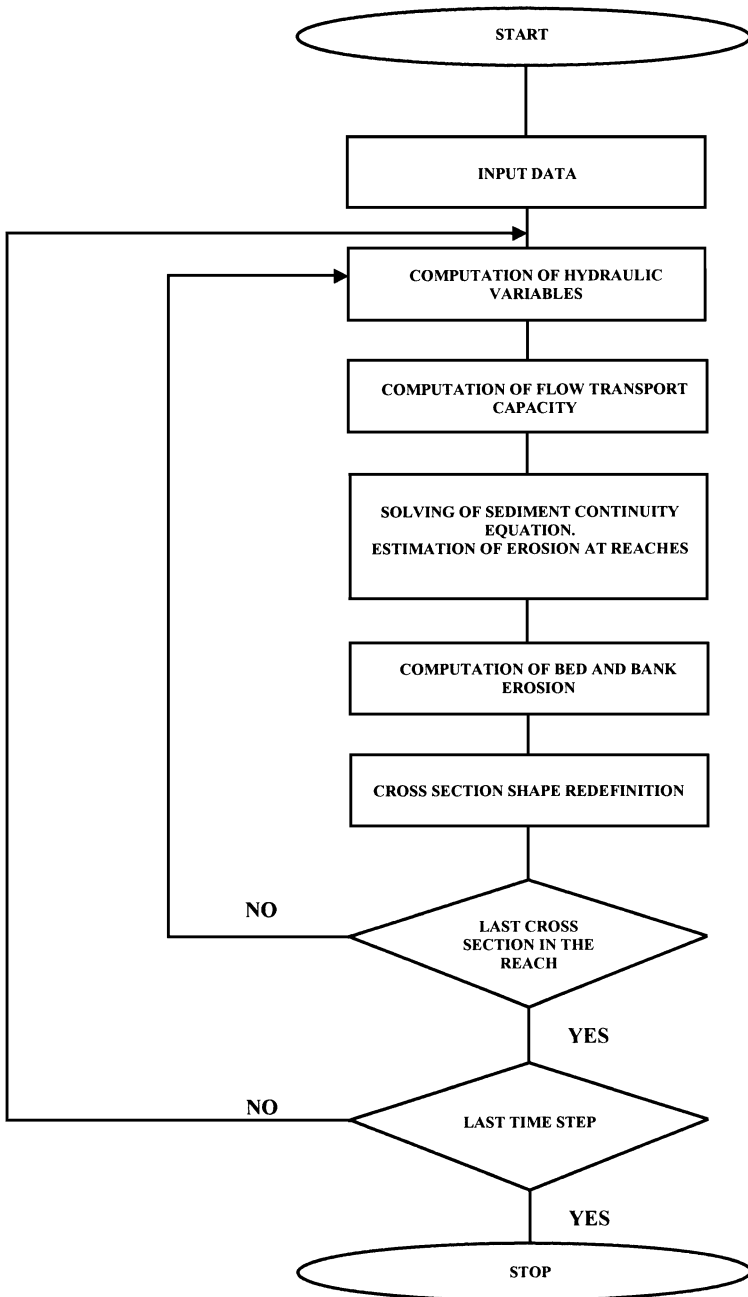 START
INPUT DATA
COMPUTATION OF HYDRAULIC
VARIABLES
COMPUTATION OF FLOW TRANSPORT
CAPACITY
SOLVING OF SEDIMENT CONTINUITY
EQUATION.
ESTIMATION OF EROSION AT REACHES
COMPUTATION OF BED AND BANK
EROSION
CROSS SECTION SHAPE REDEFINITION
NO
LAST CROSS
SECTION IN THE
REACH
YES
NO
LAST TIME STEP
YES
STOP